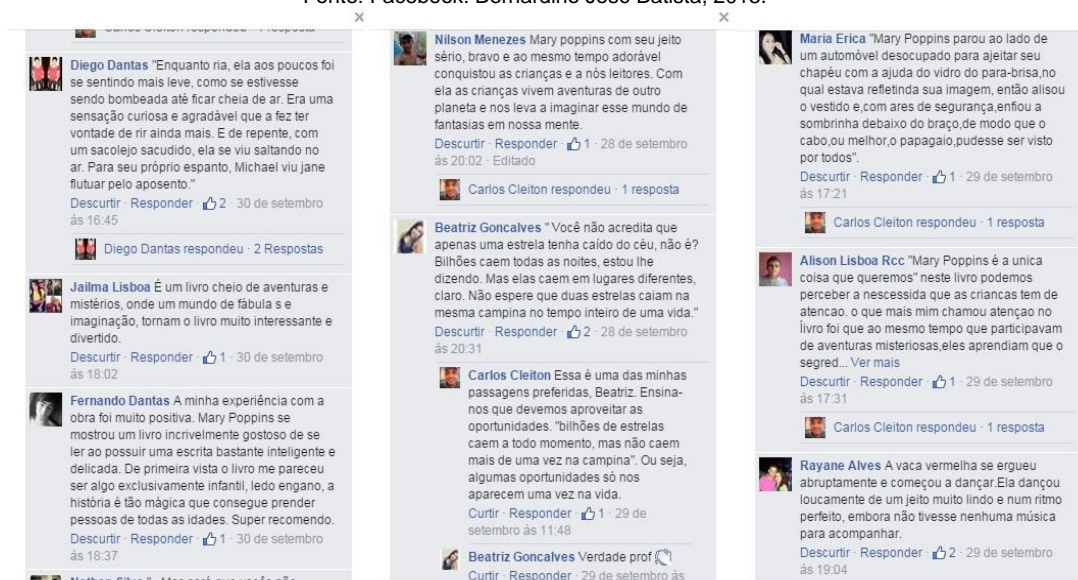 Fonte: Facebook. Bernardino José Batista, 2015.
Carlos Cleiton respondeu · 1 resposta
Diego Dantas "Enquanto ria, ela aos poucos foi
se sentindo mais leve, como se estivesse
sendo bombeada até ficar cheia de ar. Era uma
sensação curiosa e agradável que a fez ter
vontade de rir ainda mais. E de repente, com
um sacolejo sacudido, ela se viu saltando no
ar. Para seu próprio espanto, Michael viu jane
flutuar pelo aposento."
Descurtir · Responder · 2 · 30 de setembro
às 16:45
Diego Dantas respondeu · 2 Respostas
Jailma Lisboa É um livro cheio de aventuras e
mistérios, onde um mundo de fábula s e
imaginação, tornam o livro muito interessante e
divertido.
Descurtir · Responder · 1 · 30 de setembro
às 18:02
Fernando Dantas A minha experiência com a
obra foi muito positiva. Mary Poppins se
mostrou um livro incrivelmente gostoso de se
ler ao possuir uma escrita bastante inteligente e
delicada. De primeira vista o livro me pareceu
ser algo exclusivamente infantil, ledo engano, a
história é tão mágica que consegue prender
pessoas de todas as idades. Super recomendo.
Descurtir · Responder · 1 · 30 de setembro
às 18:37
Nilson Menezes Mary poppins com seu jeito
sério, bravo e ao mesmo tempo adorável
conquistou as crianças e a nós leitores. Com
ela as crianças vivem aventuras de outro
planeta e nos leva a imaginar esse mundo de
fantasias em nossa mente.
Descurtir · Responder · 1 · 28 de setembro
às 20:02 · Editado
Carlos Cleiton respondeu · 1 resposta
Beatriz Goncalves " Você não acredita que
apenas uma estrela tenha caído do céu, não é?
Bilhões caem todas as noites, estou lhe
dizendo. Mas elas caem em lugares diferentes,
claro. Não espere que duas estrelas caiam na
mesma campina no tempo inteiro de uma vida."
Descurtir · Responder · 2 · 28 de setembro
às 20:31
Carlos Cleiton Essa é uma das minhas
passagens preferidas, Beatriz. Ensina-
nos que devemos aproveitar as
oportunidades. "bilhões de estrelas
caem a todo momento, mas não caem
mais de uma vez na campina". Ou seja,
algumas oportunidades só nos
aparecem uma vez na vida.
Curtir · Responder · 1 · 29 de
setembro às 11:48
Beatriz Goncalves Verdade prof
Curtir · Responder · 29 de setembro às
Maria Erica "Mary Poppins parou ao lado de
um automóvel desocupado para ajeitar seu
chapéu com a ajuda do vidro do para-brisa,no
qual estava refletinda sua imagem, então alisou
o vestido e,com ares de segurança,enfiou a
sombrinha debaixo do braço,de modo que o
cabo,ou melhor,o papagaio,pudesse ser visto
por todos".
Descurtir · Responder · 1 · 29 de setembro
às 17:21
Carlos Cleiton respondeu · 1 resposta
Alison Lisboa Rcc "Mary Poppins é a unica
coisa que queremos" neste livro podemos
perceber a nescessida que as criancas tem de
atencao. o que mais mim chamou atençao no
livro foi que ao mesmo tempo que participavam
de aventuras misteriosas,eles aprendiam que o
segred... Ver mais
Descurtir · Responder · 1 · 29 de setembro
às 17:31
Carlos Cleiton respondeu · 1 resposta
Rayane Alves A vaca vermelha se ergueu
abruptamente e começou a dançar.Ela dançou
loucamente de um jeito muito lindo e num ritmo
perfeito, embora não tivesse nenhuma música
para acompanhar.
Descurtir · Responder · 2 · 29 de setembro
às 19:04